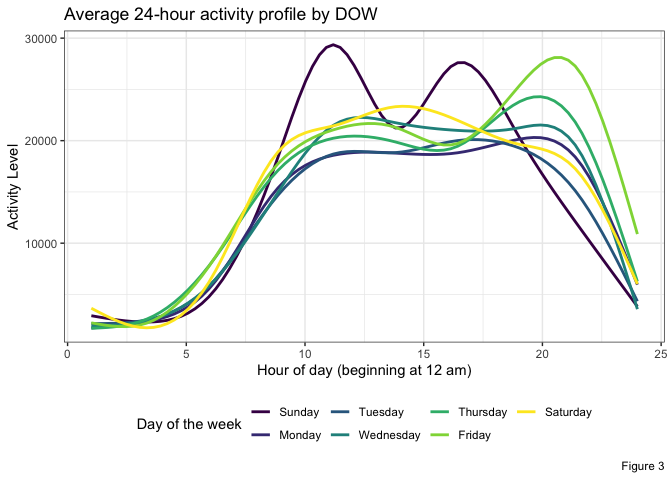 Average 24-hour activity profile by DOW
30000
20000
10000
Activity Level
0 5 10 15 20 25
Hour of day (beginning at 12 am)
Day of the week
Sunday Tuesday Thursday Saturday
Monday Wednesday Friday
Figure 3